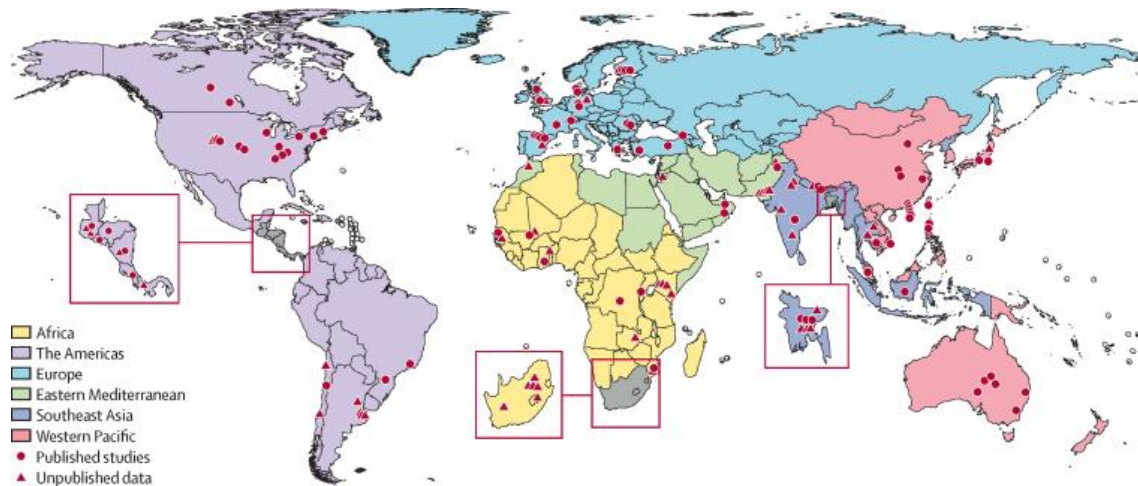 Africa
The Americas
Europe
Eastern Mediterranean
Southeast Asia
Western Pacific
Published studies
Unpublished data